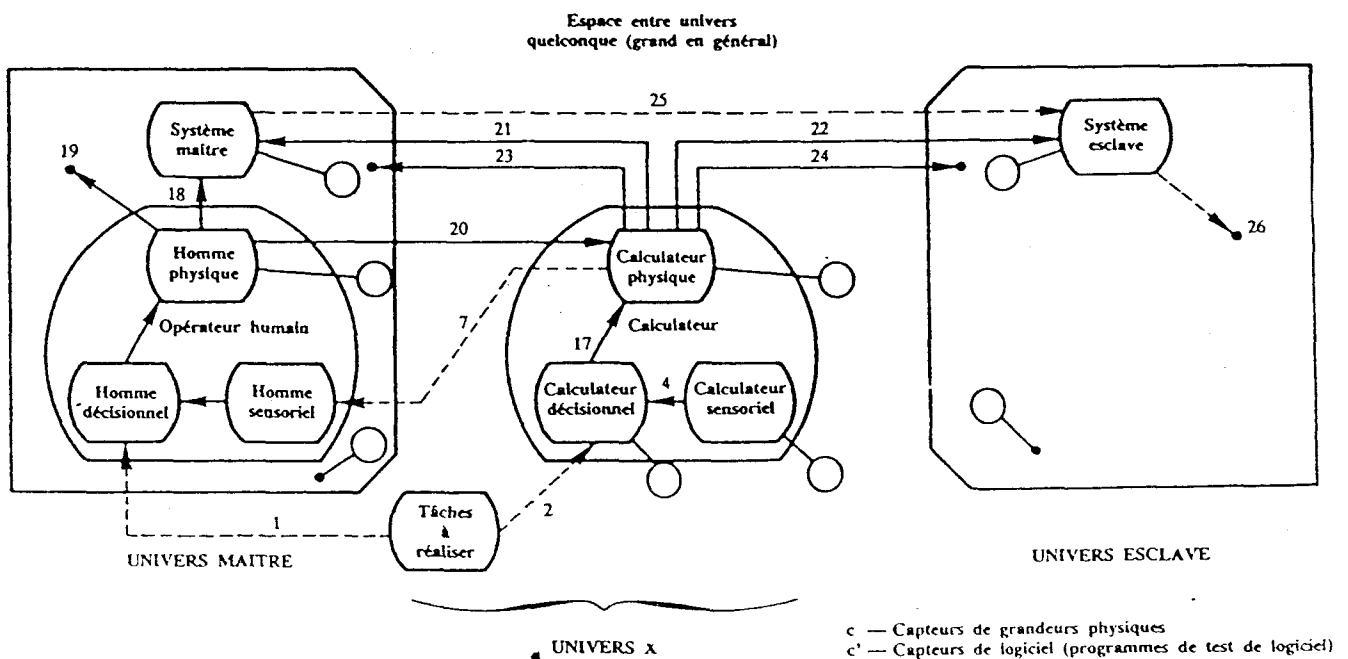 Espace entre univers
quelconque (grand en général)
25
Système
maître
21
22
Système
esclave
19
23
24
18
20
26
Homme
physique
Calculateur
physique
7
Opérateur humain
17
Calculateur
Homme
décisionnel
Homme
sensoriel
Calculateur
décisionnel
4
Calculateur
sensoriel
1
Tâches
à
réaliser
2
UNIVERS MAITRE
UNIVERS ESCLAVE
UNIVERS X
c — Capteurs de grandeurs physiques
c' — Capteurs de logiciel (programmes de test de logiciel)